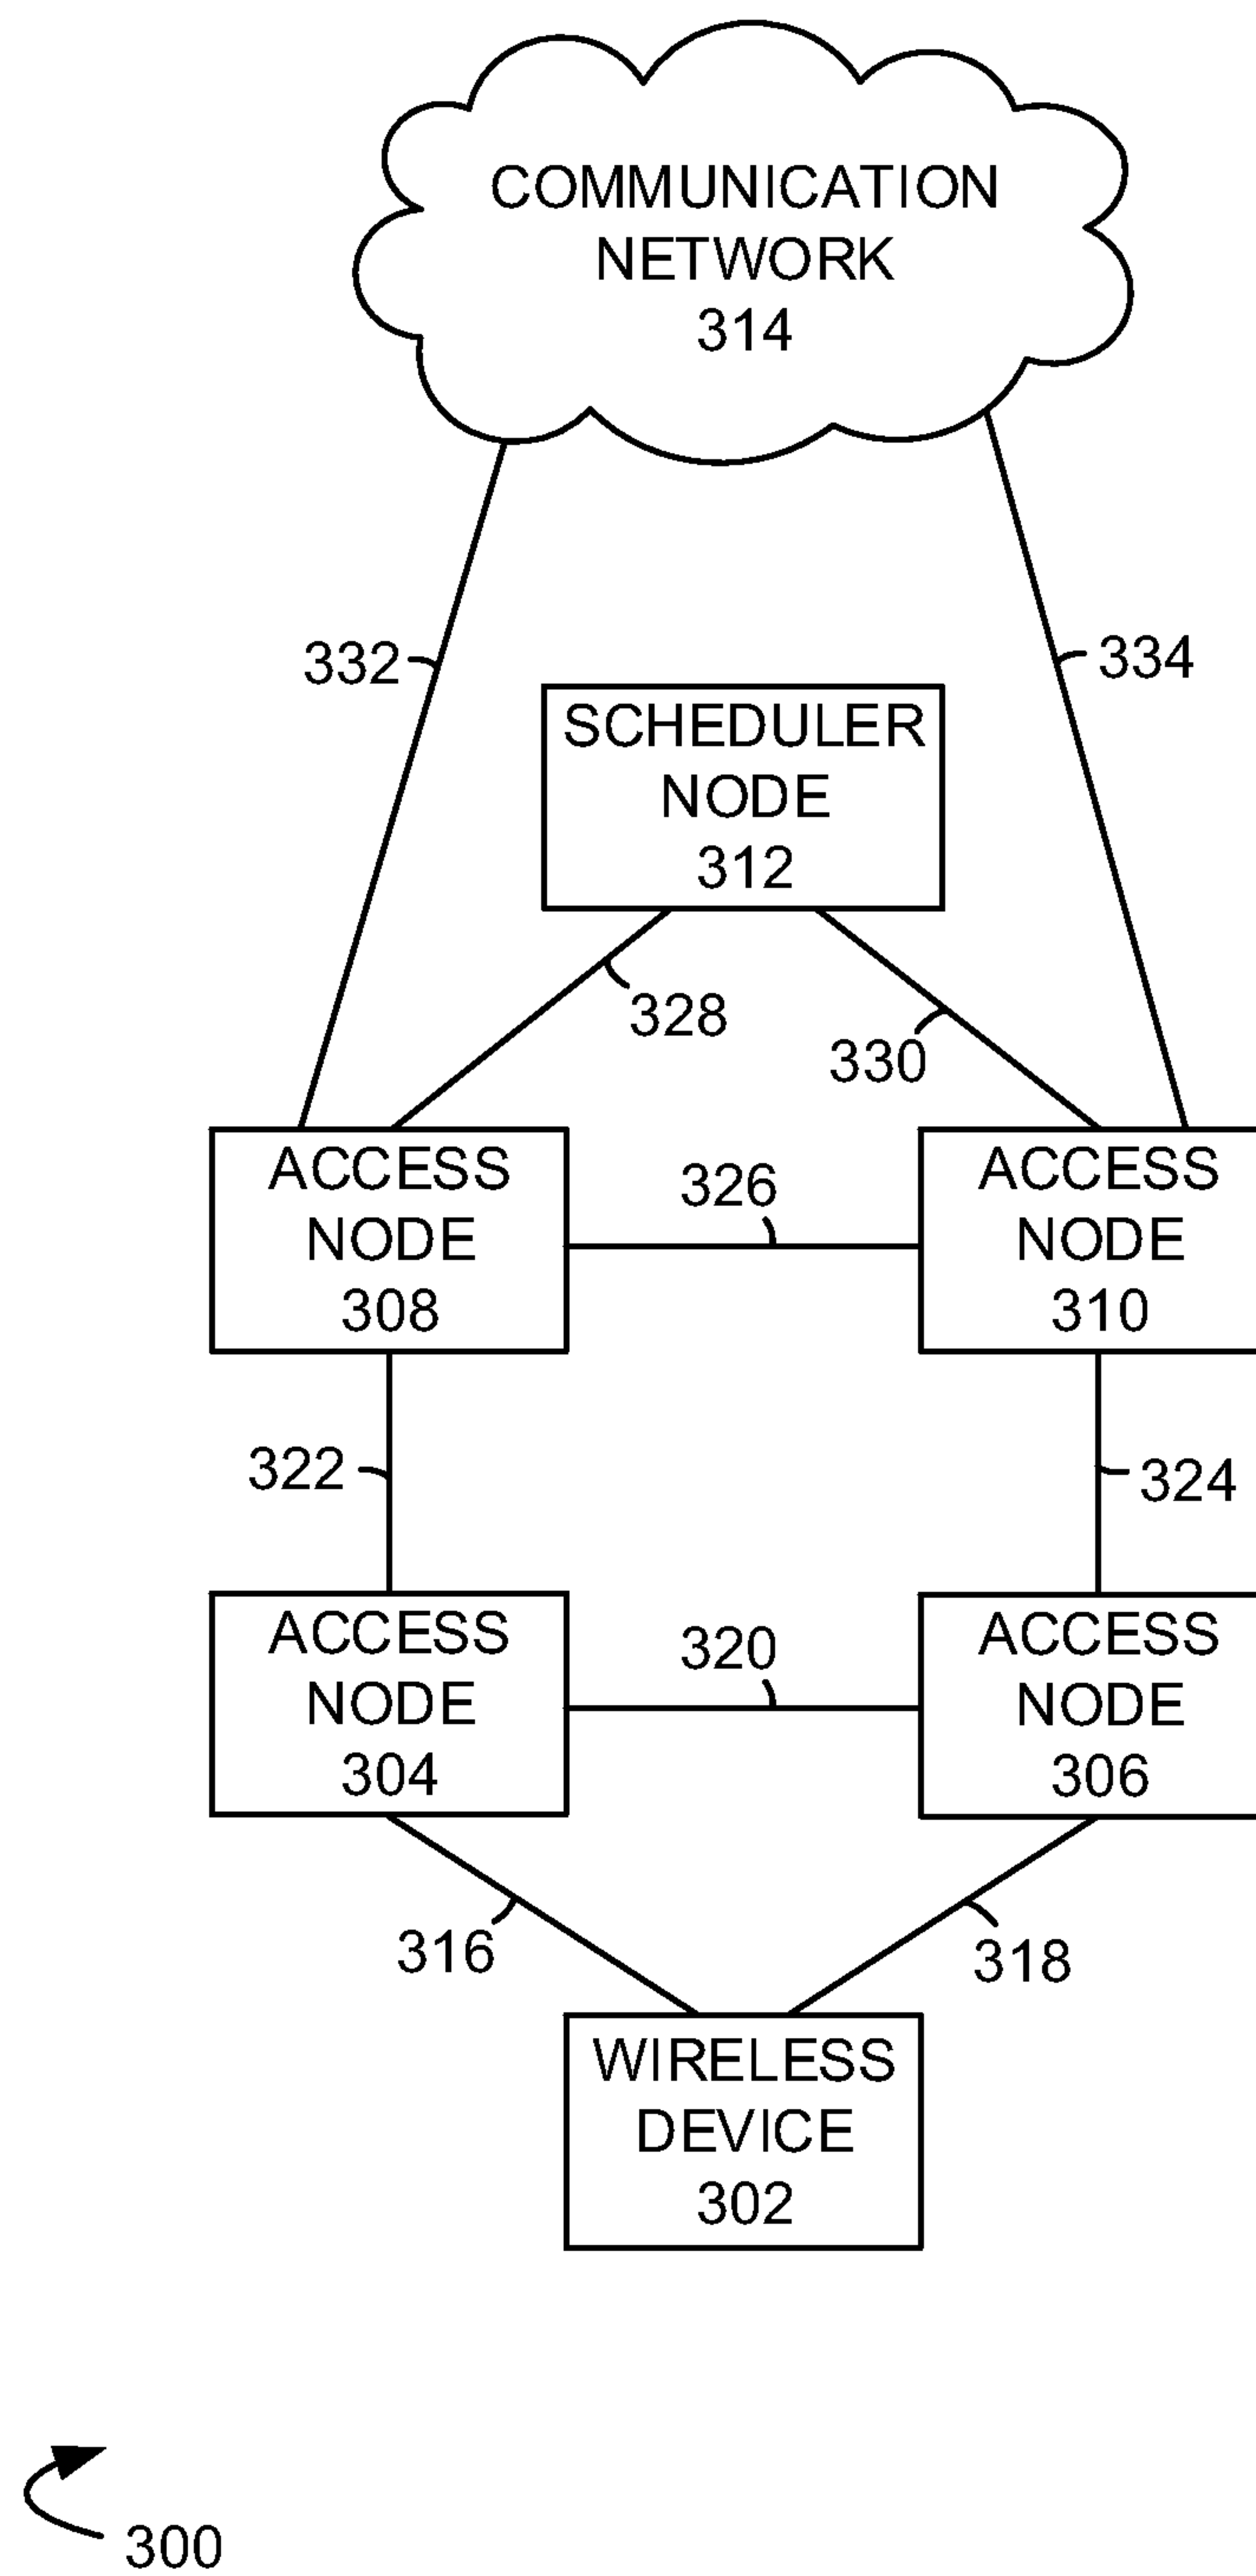 COMMUNICATION
NETWORK
314
332
334
SCHEDULER
NODE
312
328
330
ACCESS
NODE
308
326
ACCESS
NODE
310
322
324
ACCESS
NODE
304
320
ACCESS
NODE
306
316
318
WIRELESS
DEVICE
302
300